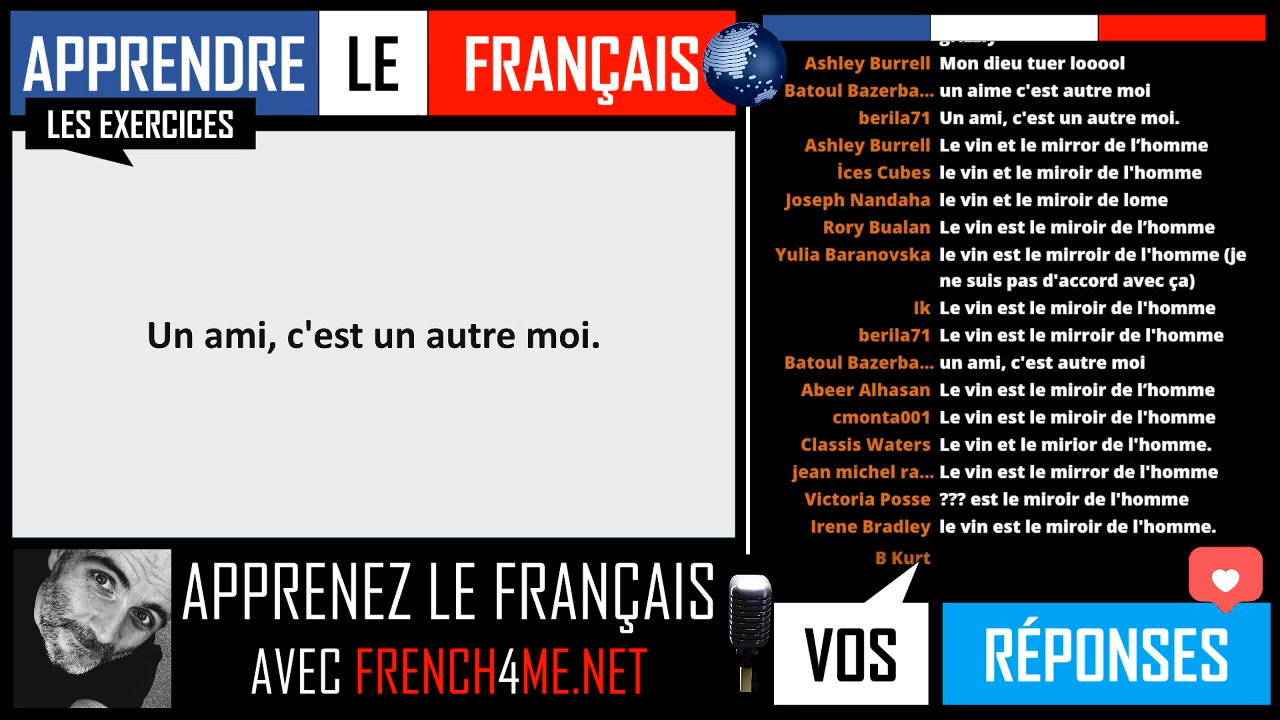 APPRENDRE LE FRANÇAIS
LES EXERCICES
Un ami, c'est un autre moi.
APPRENEZ LE FRANÇAIS
AVEC FRENCH4ME.NET
Ashley Burrell Mon dieu tuer looool
Batoul Bazerba... un aime c'est autre moi
berila71 Un ami, c'est un autre moi.
Ashley Burrell Le vin et le mirror de l’homme
İces Cubes le vin et le miroir de l'homme
Joseph Nandaha le vin et le miroir de lome
Rory Bualan Le vin est le miroir de l’homme
Yulia Baranovska le vin est le mirroir de l'homme (je
ne suis pas d'accord avec ça)
lk Le vin est le miroir de l'homme
berila71 Le vin est le mirroir de l'homme
Batoul Bazerba... un ami, c'est autre moi
Abeer Alhasan Le vin est le miroir de l’homme
cmonta001 Le vin est le miroir de l'homme
Classis Waters Le vin et le mirior de l'homme.
jean michel ra... Le vin est le mirror de l'homme
Victoria Posse ??? est le miroir de l'homme
Irene Bradley le vin est le miroir de l'homme.
B Kurt
VOS RÉPONSES